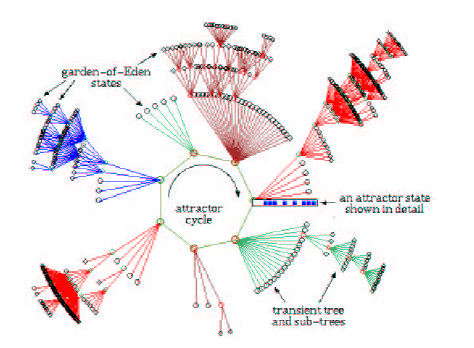 garden-of-Eden
states
attractor
cycle
an attractor state
shown in detail
transient tree
and sub-trees